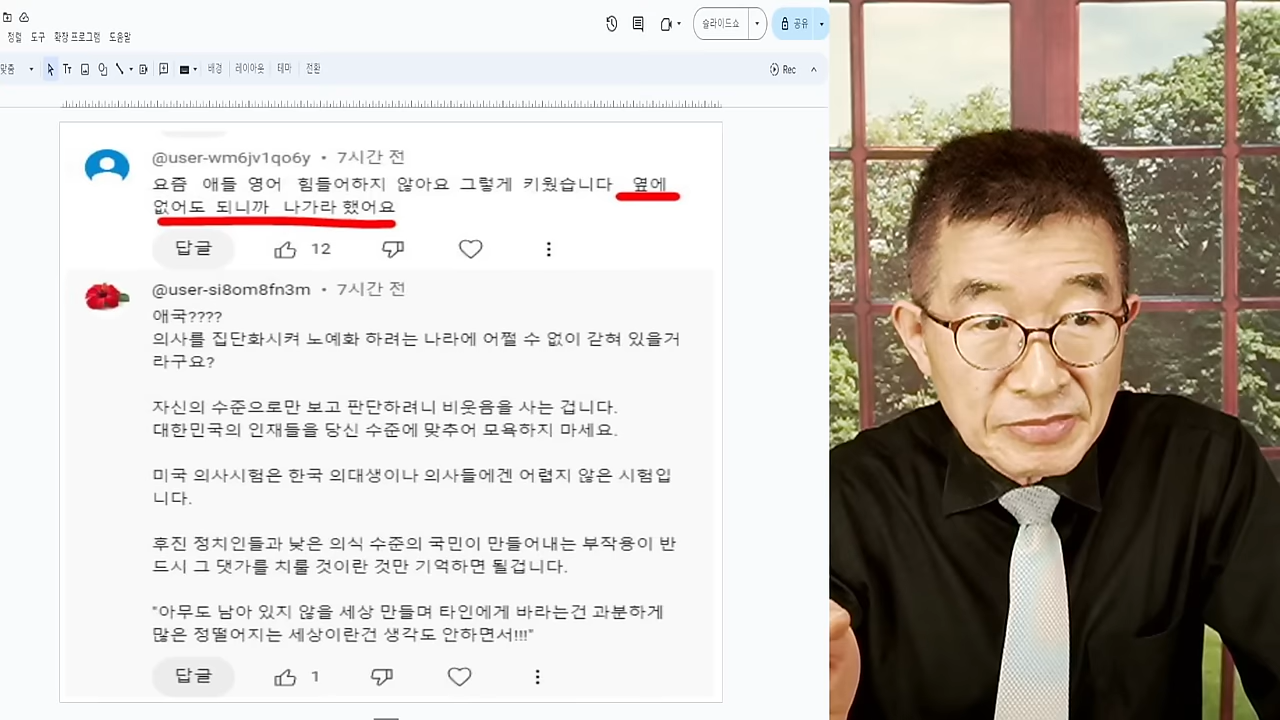 정렬 도구 확장 프로그램 도움말
슬라이드쇼
공유
맞춤
배경 레이아웃 테마 전환
Rec
@user-wm6jv1qo6y • 7시간 전
요즘 애들 영어 힘들어하지 않아요 그렇게 키웠습니다 옆에
없어도 되니까 나가라 했어요
답글 12
@user-si8om8fn3m • 7시간 전
애국????
의사를 집단화시켜 노예화 하려는 나라에 어쩔 수 없이 갇혀 있을거
라구요?
자신의 수준으로만 보고 판단하려니 비웃음을 사는 겁니다.
대한민국의 인재들을 당신 수준에 맞추어 모욕하지 마세요.
미국 의사시험은 한국 의대생이나 의사들에겐 어렵지 않은 시험입
니다.
후진 정치인들과 낮은 의식 수준의 국민이 만들어내는 부작용이 반
드시 그 댓가를 치룰 것이란 것만 기억하면 될겁니다.
"아무도 남아 있지 않을 세상 만들며 타인에게 바라는건 과분하게
많은 정떨어지는 세상이란건 생각도 안하면서!!!"
답글 1